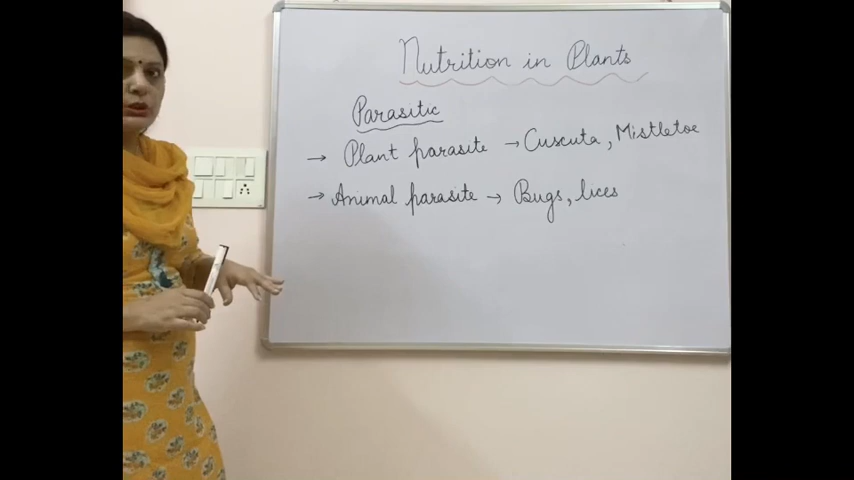 Nutrition in Plants
Parasitic
→ Plant parasite → Cuscuta, Mistletoe
→ Animal parasite → Bugs, lices